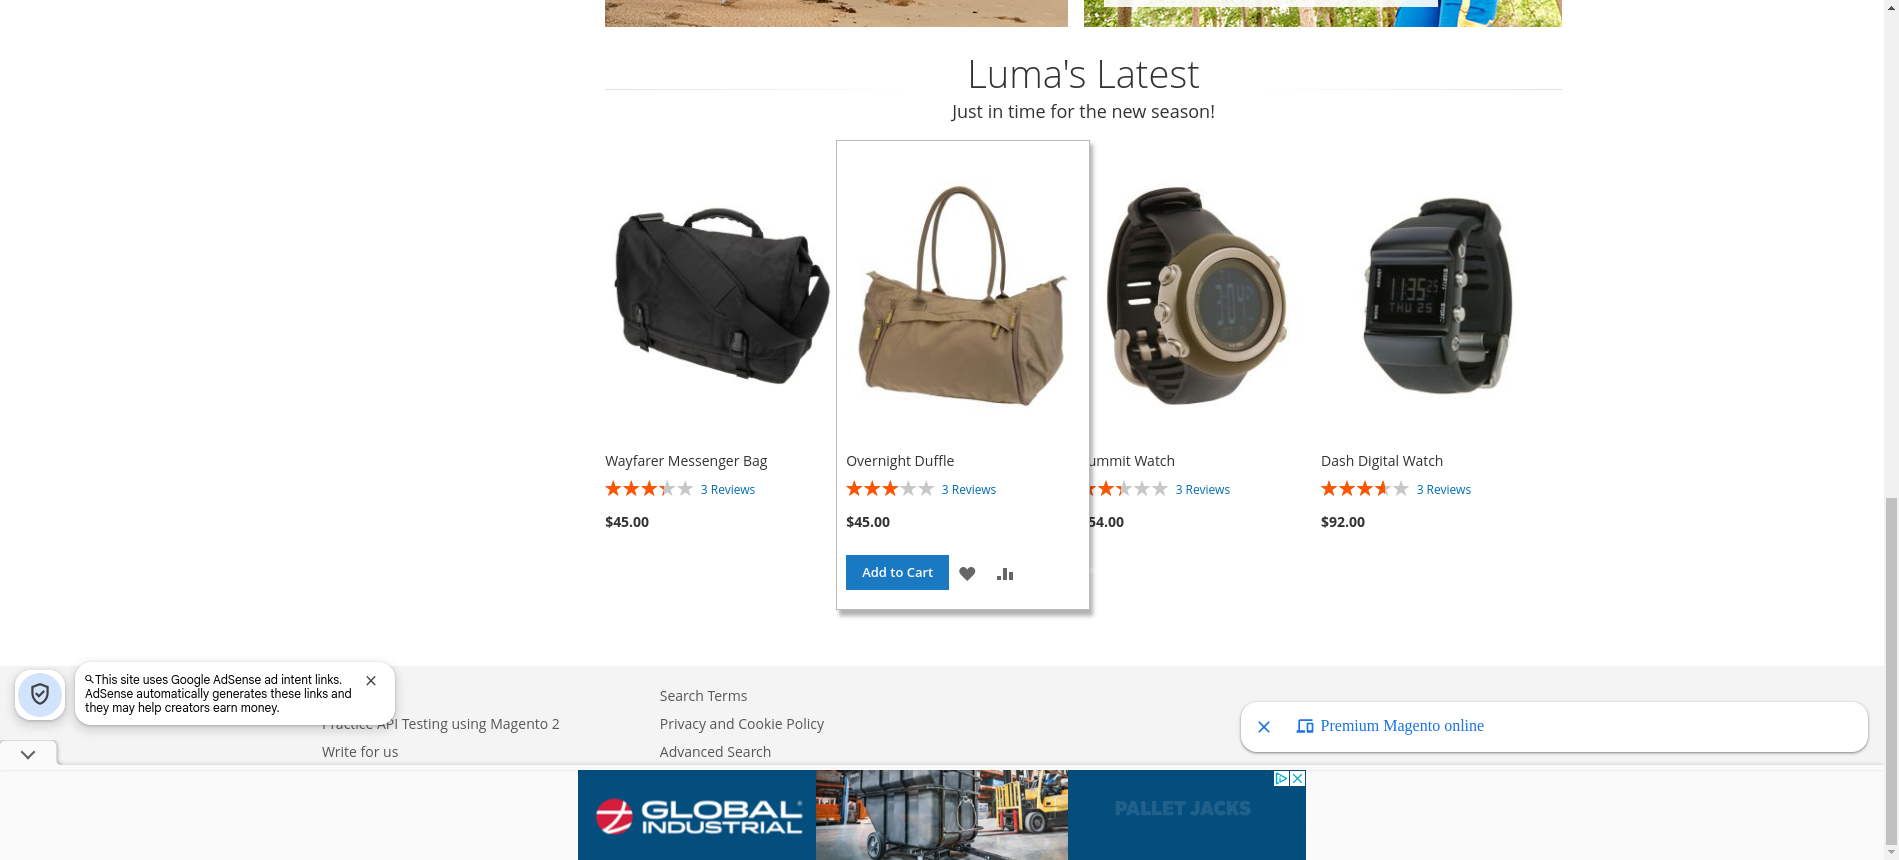 Luma's Latest
Just in time for the new season!
Wayfarer Messenger Bag
3 Reviews
$45.00
Overnight Duffle
3 Reviews
$45.00
Add to Cart
ummit Watch
3 Reviews
54.00
Dash Digital Watch
3 Reviews
$92.00
This site uses Google AdSense ad intent links.
AdSense automatically generates these links and
they may help creators earn money.
Practice API Testing using Magento 2
Write for us
Search Terms
Privacy and Cookie Policy
Advanced Search
Premium Magento online
GLOBAL
INDUSTRIAL
PALLET JACKS